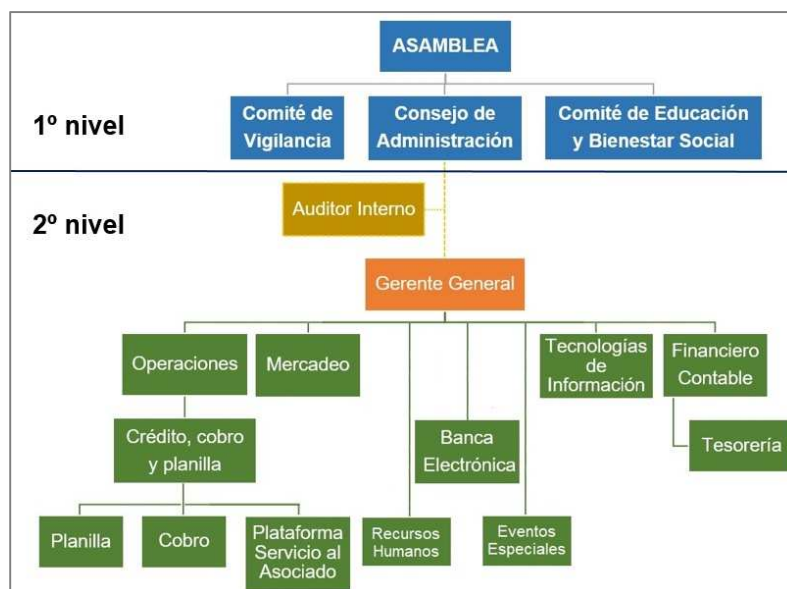 ASAMBLEA
Comité de
Vigilancia
Consejo de
Administración
Comité de Educación
y Bienestar Social
1º nivel
2º nivel
Auditor Interno
Gerente General
Operaciones
Mercadeo
Tecnologías
de
Información
Financiero
Contable
Crédito, cobro
y planilla
Banca
Electrónica
Tesorería
Planilla
Cobro
Plataforma
Servicio al
Asociado
Recursos
Humanos
Eventos
Especiales